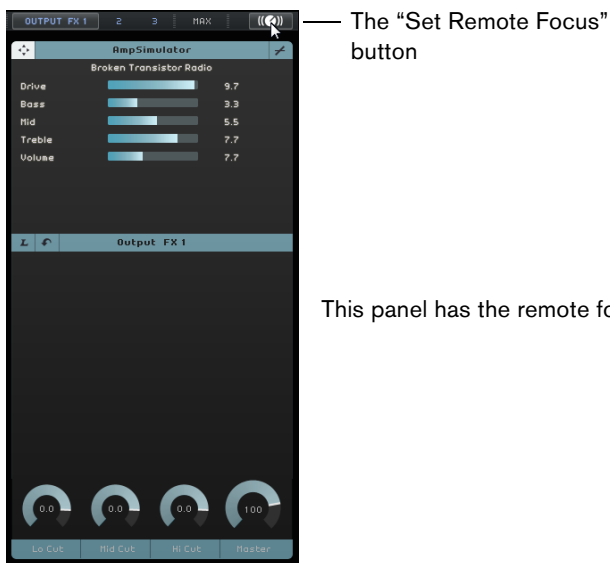 OUTPUT FX 1 2 3 MAX
The “Set Remote Focus”
button
AmpSimulator
Broken Transistor Radio
Drive 9.7
Bass 3.3
Mid 5.5
Treble 7.7
Volume 7.7
L Output FX 1
This panel has the remote
0.0 0.0 0.0 100
Lo Cut Mid Cut Hi Cut Master